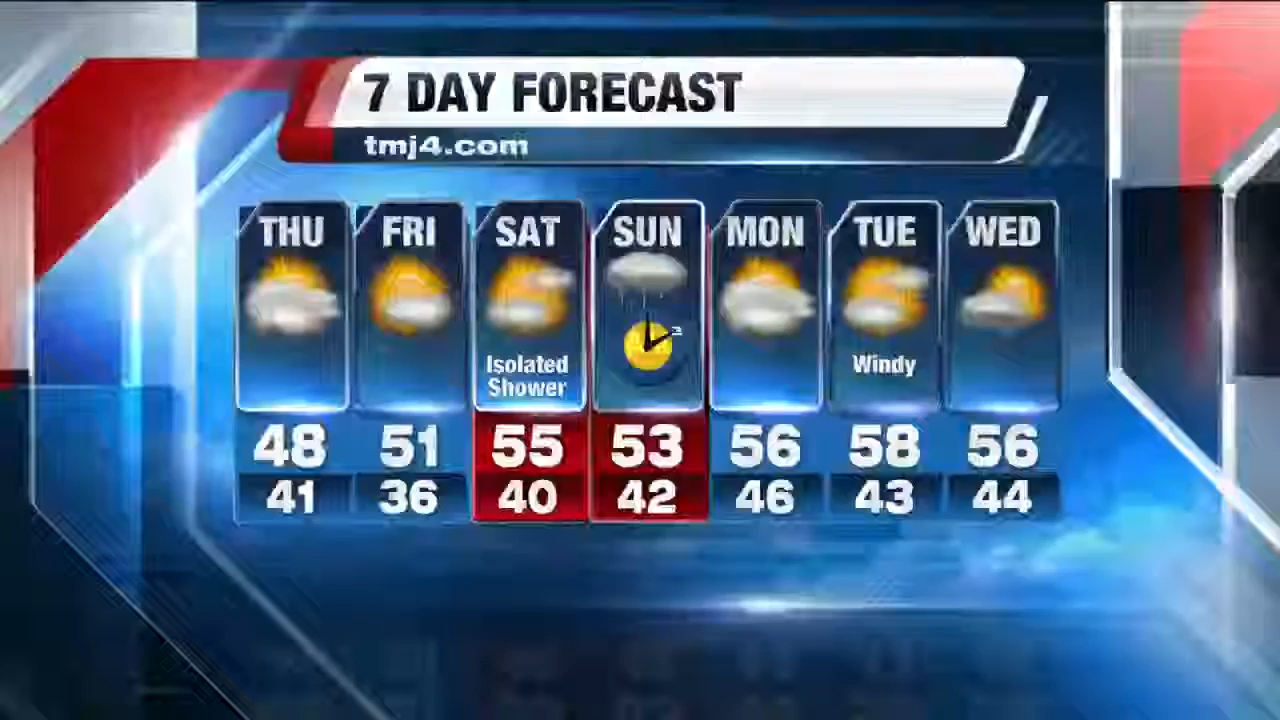 7 DAY FORECAST
tmj4.com
THU FRI SAT SUN MON TUE WED
Isolated
Shower
Windy
48 51 55 53 56 58 56
41 36 40 42 46 43 44